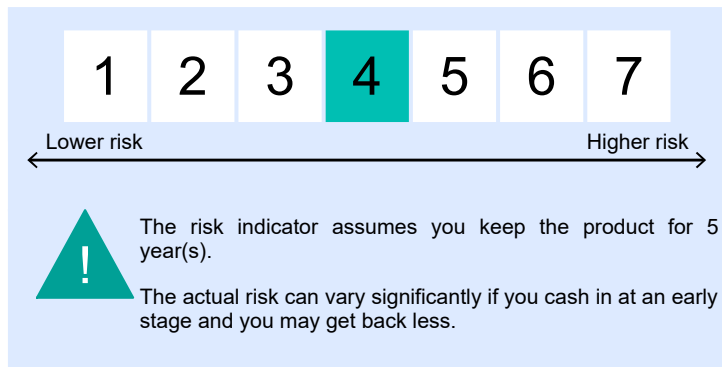 1 2 3 4 5 6 7
Lower risk Higher risk
!
The risk indicator assumes you keep the product for 5
year(s).
The actual risk can vary significantly if you cash in at an early
stage and you may get back less.